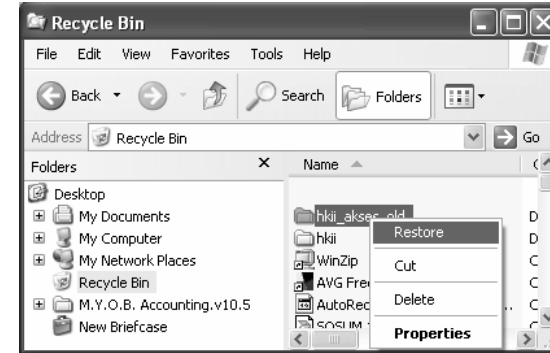 Recycle Bin
File Edit View Favorites Tools Help
Back Search Folders
Address Recycle Bin Go
Folders X Name
Desktop
My Documents
My Computer
My Network Places
Recycle Bin
M.Y.O.B. Accounting.v10.5
New Briefcase
hkii_akses_old D
hkii D
WinZip C
AVG Free C
AutoRec .. C
Restore
Cut
Delete
Properties